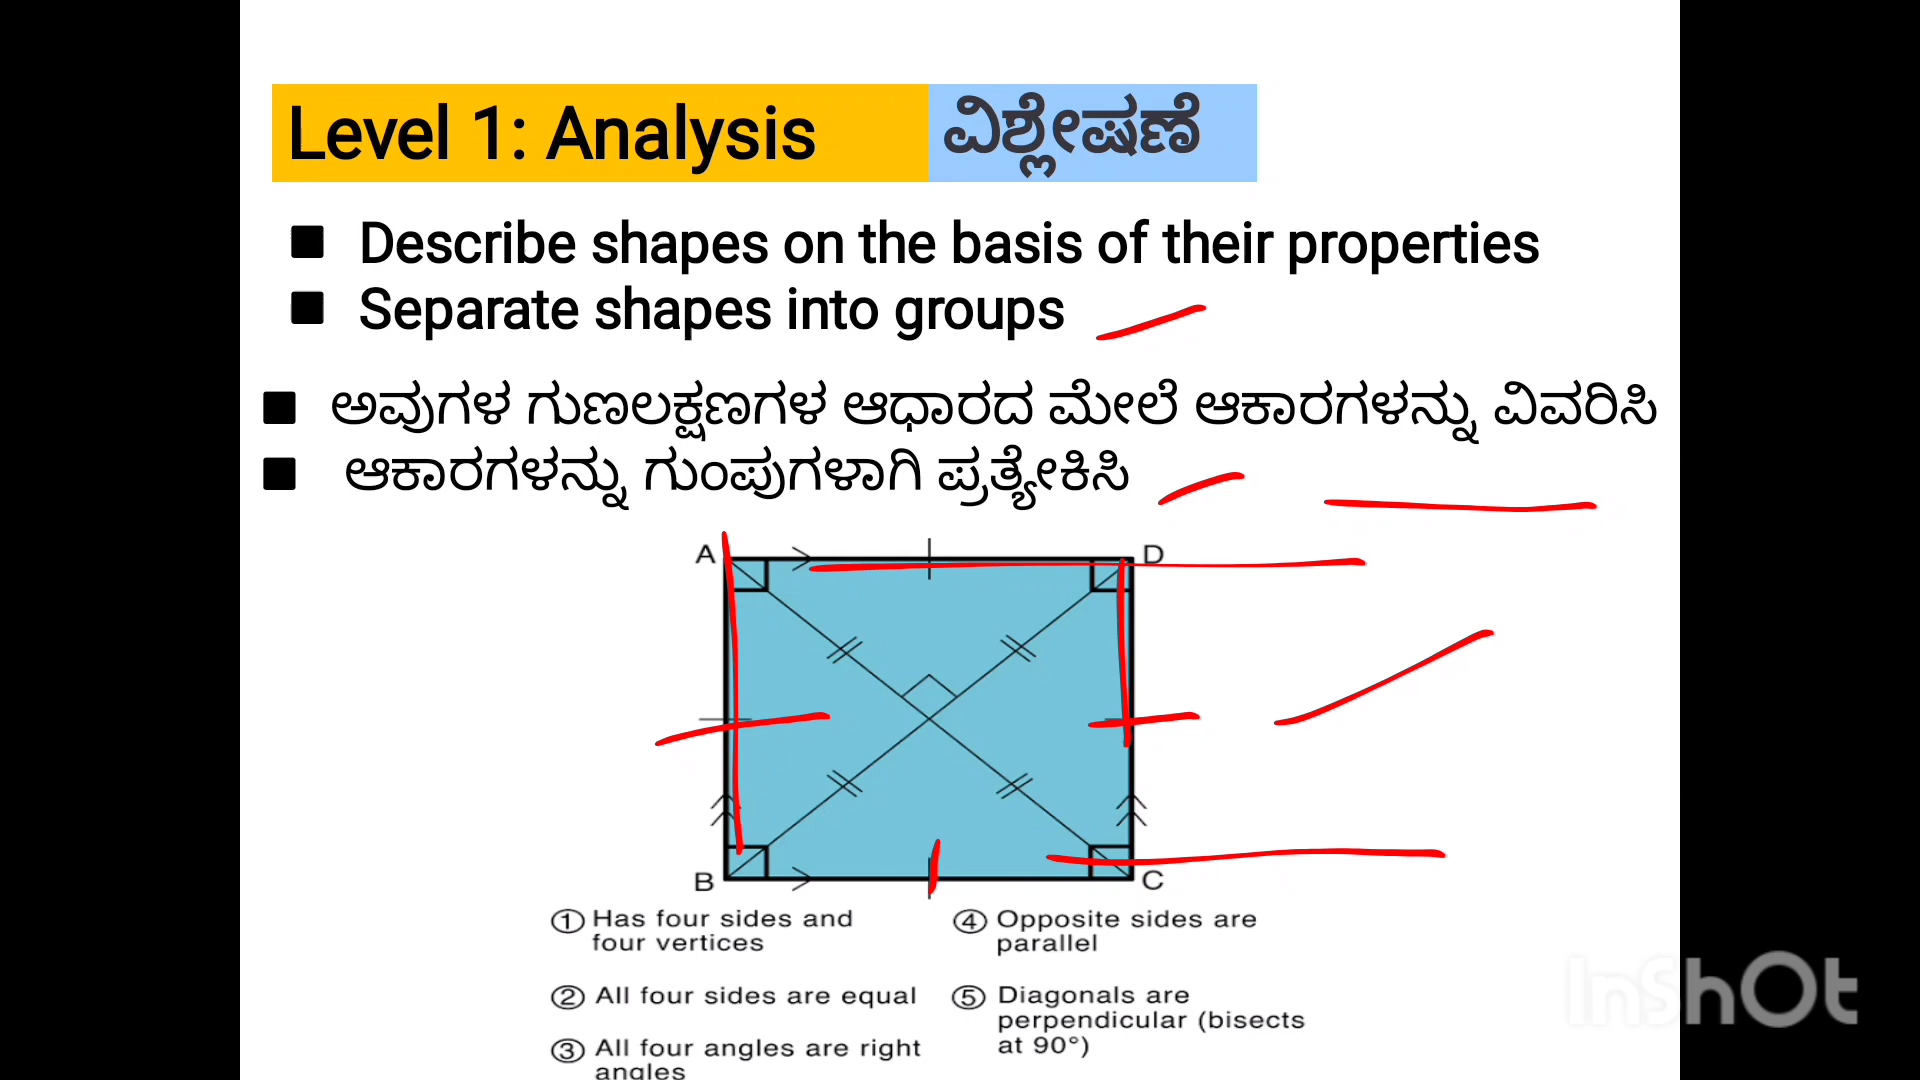 Level 1: Analysis ವಿಶ್ಲೇಷಣೆ
Describe shapes on the basis of their properties
Separate shapes into groups
ಅವುಗಳ ಗುಣಲಕ್ಷಣಗಳ ಆಧಾರದ ಮೇಲೆ ಆಕಾರಗಳನ್ನು ವಿವರಿಸಿ
ಆಕಾರಗಳನ್ನು ಗುಂಪುಗಳಾಗಿ ಪ್ರತ್ಯೇಕಿಸಿ
A D
B C
① Has four sides and
four vertices
② All four sides are equal
③ All four angles are right
angles
④ Opposite sides are
parallel
⑤ Diagonals are
perpendicular (bisects
at 90°)
InShOt